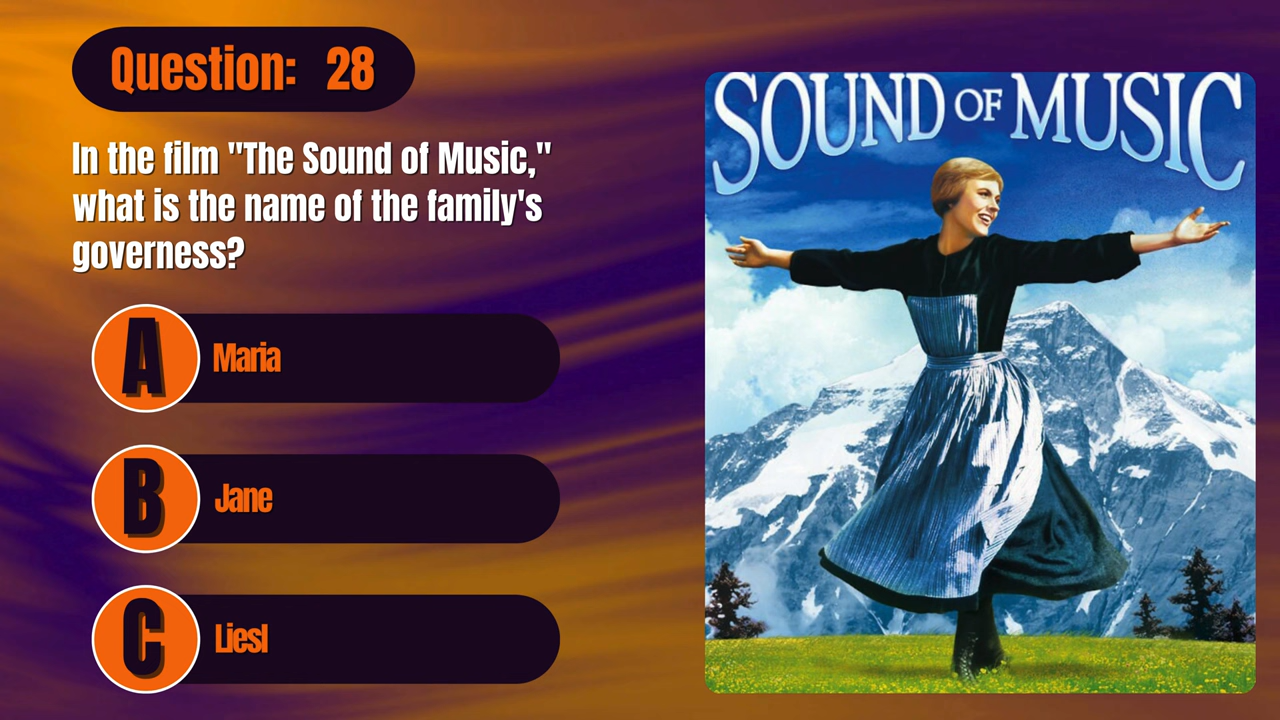 Question: 28
In the film "The Sound of Music,"
what is the name of the family's
governess?
A Maria
B Jane
C Liesl
SOUND OF MUSIC